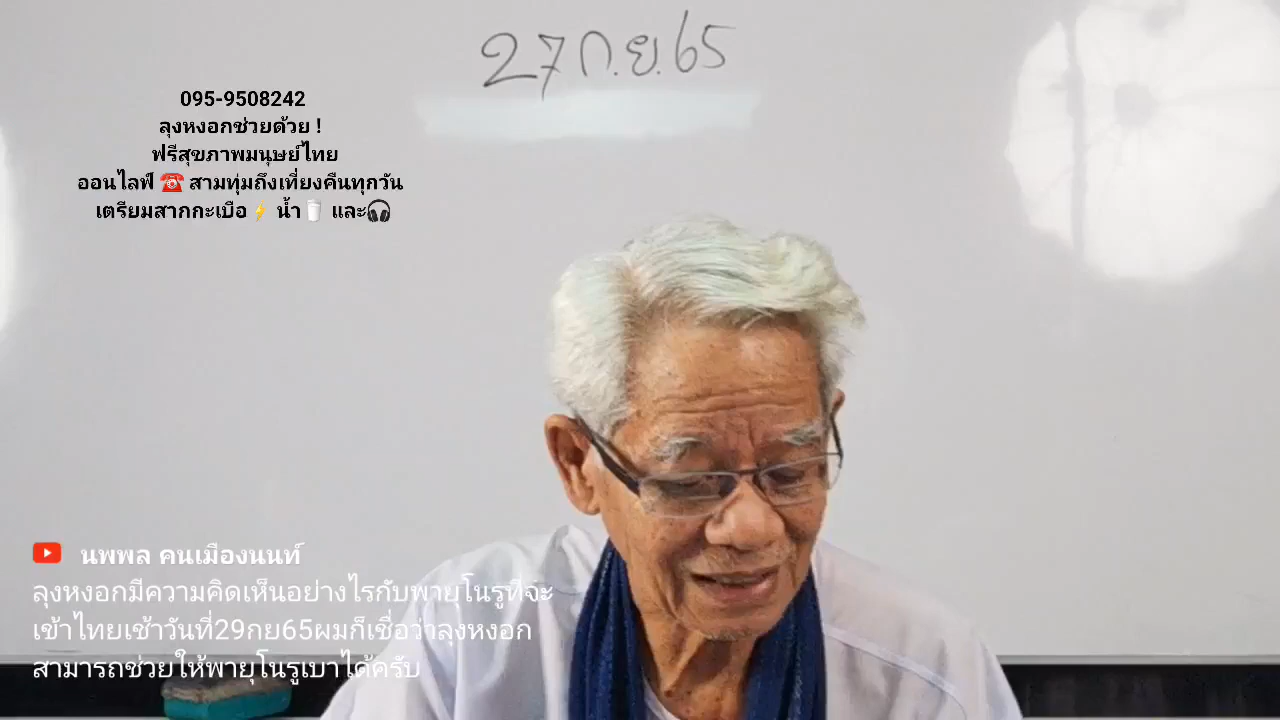 27 ก.ย.65
095-9508242
ลุงหงอกช่วยด้วย !
ฟรีสุขภาพมนุษย์ไทย
ออนไลฟ์ ☎️ สามทุ่มถึงเที่ยงคืนทุกวัน
เตรียมสากกะเบือ⚡น้ำ🥛 และ🎧
นพพล คนเมืองนนท์
ลุงหงอกมีความคิดเห็นอย่างไรกับพายุโนรูที่จะ
เข้าไทยเช้าวันที่29กย65ผมก็เชื่อว่าลุงหงอก
สามารถช่วยให้พายุโนรูเบาได้ครับ